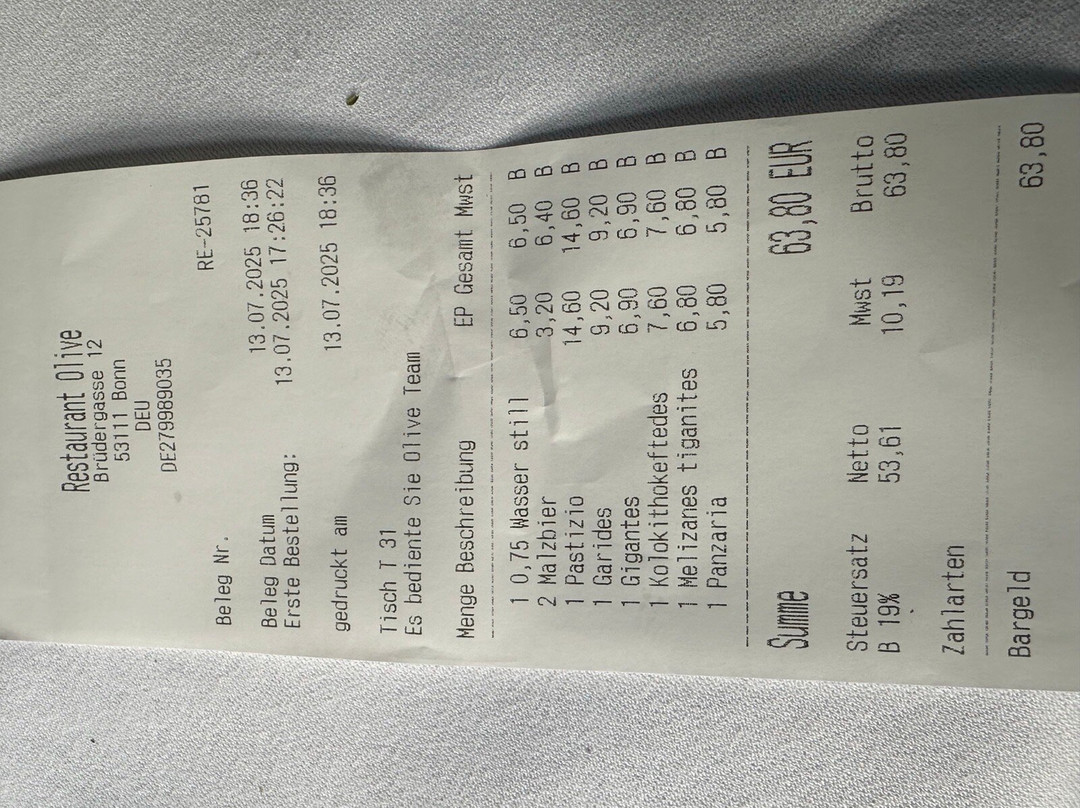 Restaurant Olive
Brüdergasse 12
53111 Bonn
DEU
DE279989035
Beleg Nr. RE-25781
Beleg Datum 13.07.2025 18:36
Erste Bestellung: 13.07.2025 17:26:22
gedruckt am 13.07.2025 18:36
Tisch T 31
Es bediente Sie Olive Team
Menge Beschreibung EP Gesamt Mwst
1 0,75 Wasser still 6,50 6,50 B
2 Malzbier 3,20 6,40 B
1 Pastizio 14,60 14,60 B
1 Garides 9,20 9,20 B
1 Gigantes 6,90 6,90 B
1 Kolokithokeftedes 7,60 7,60 B
1 Melizanes tiganites 6,80 6,80 B
1 Panzaria 5,80 5,80 B
Summe 63,80 EUR
Steuersatz Netto Mwst Brutto
B 19% 53,61 10,19 63,80
Zahlarten
Bargeld 63,80